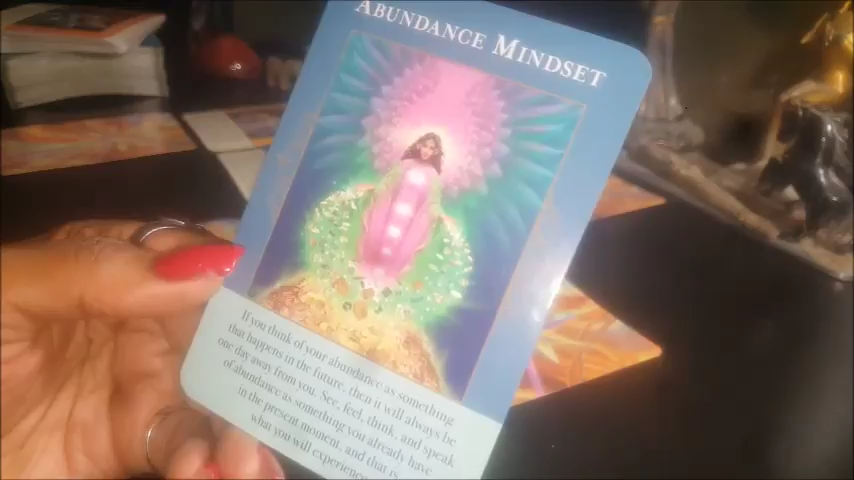 ABUNDANCE MINDSET
If you think of your abundance as something
that happens in the future, then it will always be
one day away from you. See, feel, think, and speak
of abundance as something you already have
in the present moment, and that is
what you will experience